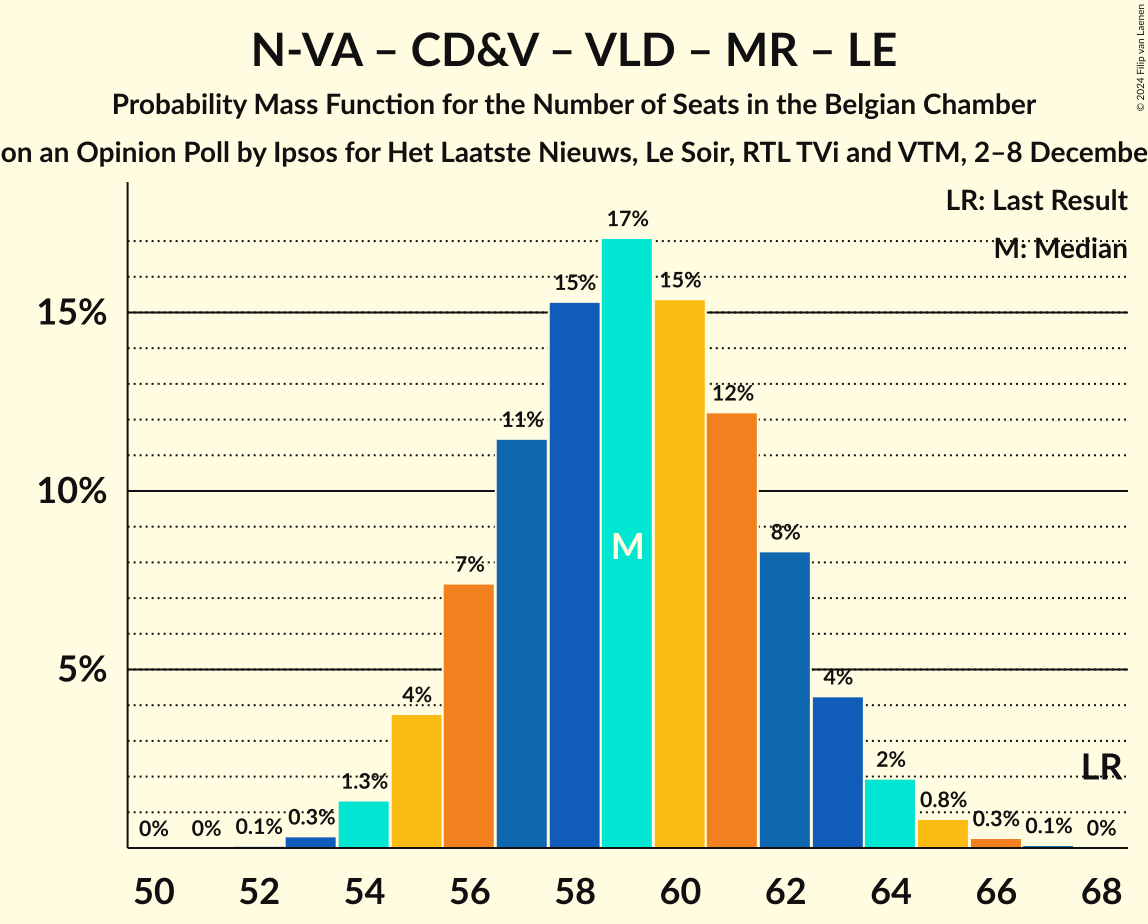 N-VA – CD&V – VLD – MR – LE
Probability Mass Function for the Number of Seats in the Belgian Chamber
on an Opinion Poll by Ipsos for Het Laatste Nieuws, Le Soir, RTL TVi and VTM, 2–8 Decembe
© 2024 Filip van Laenen
LR: Last Result
M: Median
15%
10%
5%
0%
0%
0.1%
0.3%
1.3%
4%
7%
11%
15%
17%
15%
12%
8%
4%
2%
0.8%
0.3%
0.1%
0%
M
LR
50 52 54 56 58 60 62 64 66 68